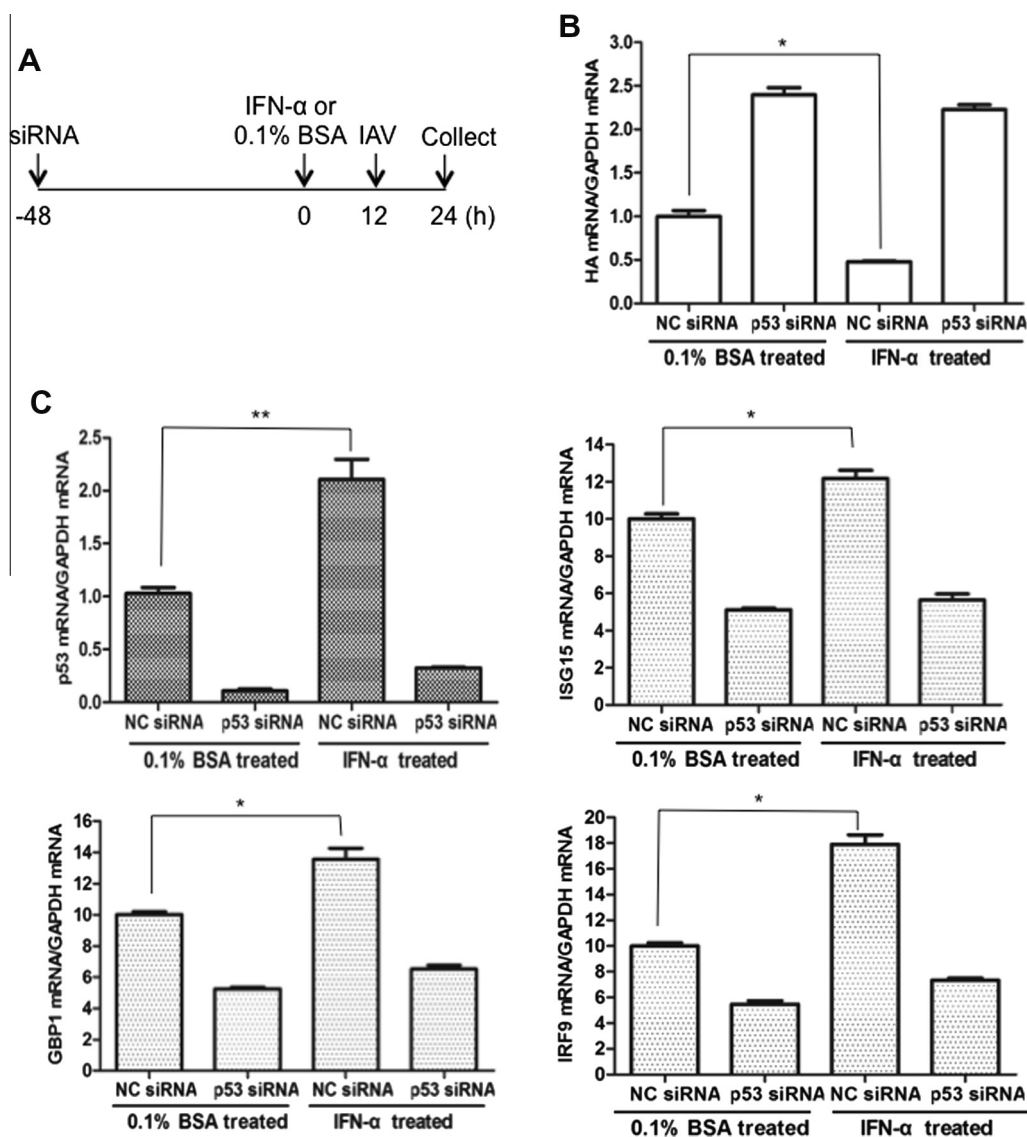 A
IFN-α or
siRNA 0.1% BSA IAV Collect
-48 0 12 24 (h)
B
*
HA mRNA/GAPDH mRNA
3.0
2.5
2.0
1.5
1.0
0.5
0.0
NC siRNA p53 siRNA NC siRNA p53 siRNA
0.1% BSA treated IFN-α treated
C
**
p53 mRNA/GAPDH mRNA
2.5
2.0
1.5
1.0
0.5
0.0
NC siRNA p53 siRNA NC siRNA p53 siRNA
0.1% BSA treated IFN-α treated
*
ISG15 mRNA/GAPDH mRNA
14
12
10
8
6
4
2
0
NC siRNA p53 siRNA NC siRNA p53 siRNA
0.1% BSA treated IFN-α treated
*
GBP1 mRNA/GAPDH mRNA
16
14
12
10
8
6
4
2
0
NC siRNA p53 siRNA NC siRNA p53 siRNA
0.1% BSA treated IFN-α treated
*
IRF9 mRNA/GAPDH mRNA
20
18
16
14
12
10
8
6
4
2
0
NC siRNA p53 siRNA NC siRNA p53 siRNA
0.1% BSA treated IFN-α treated